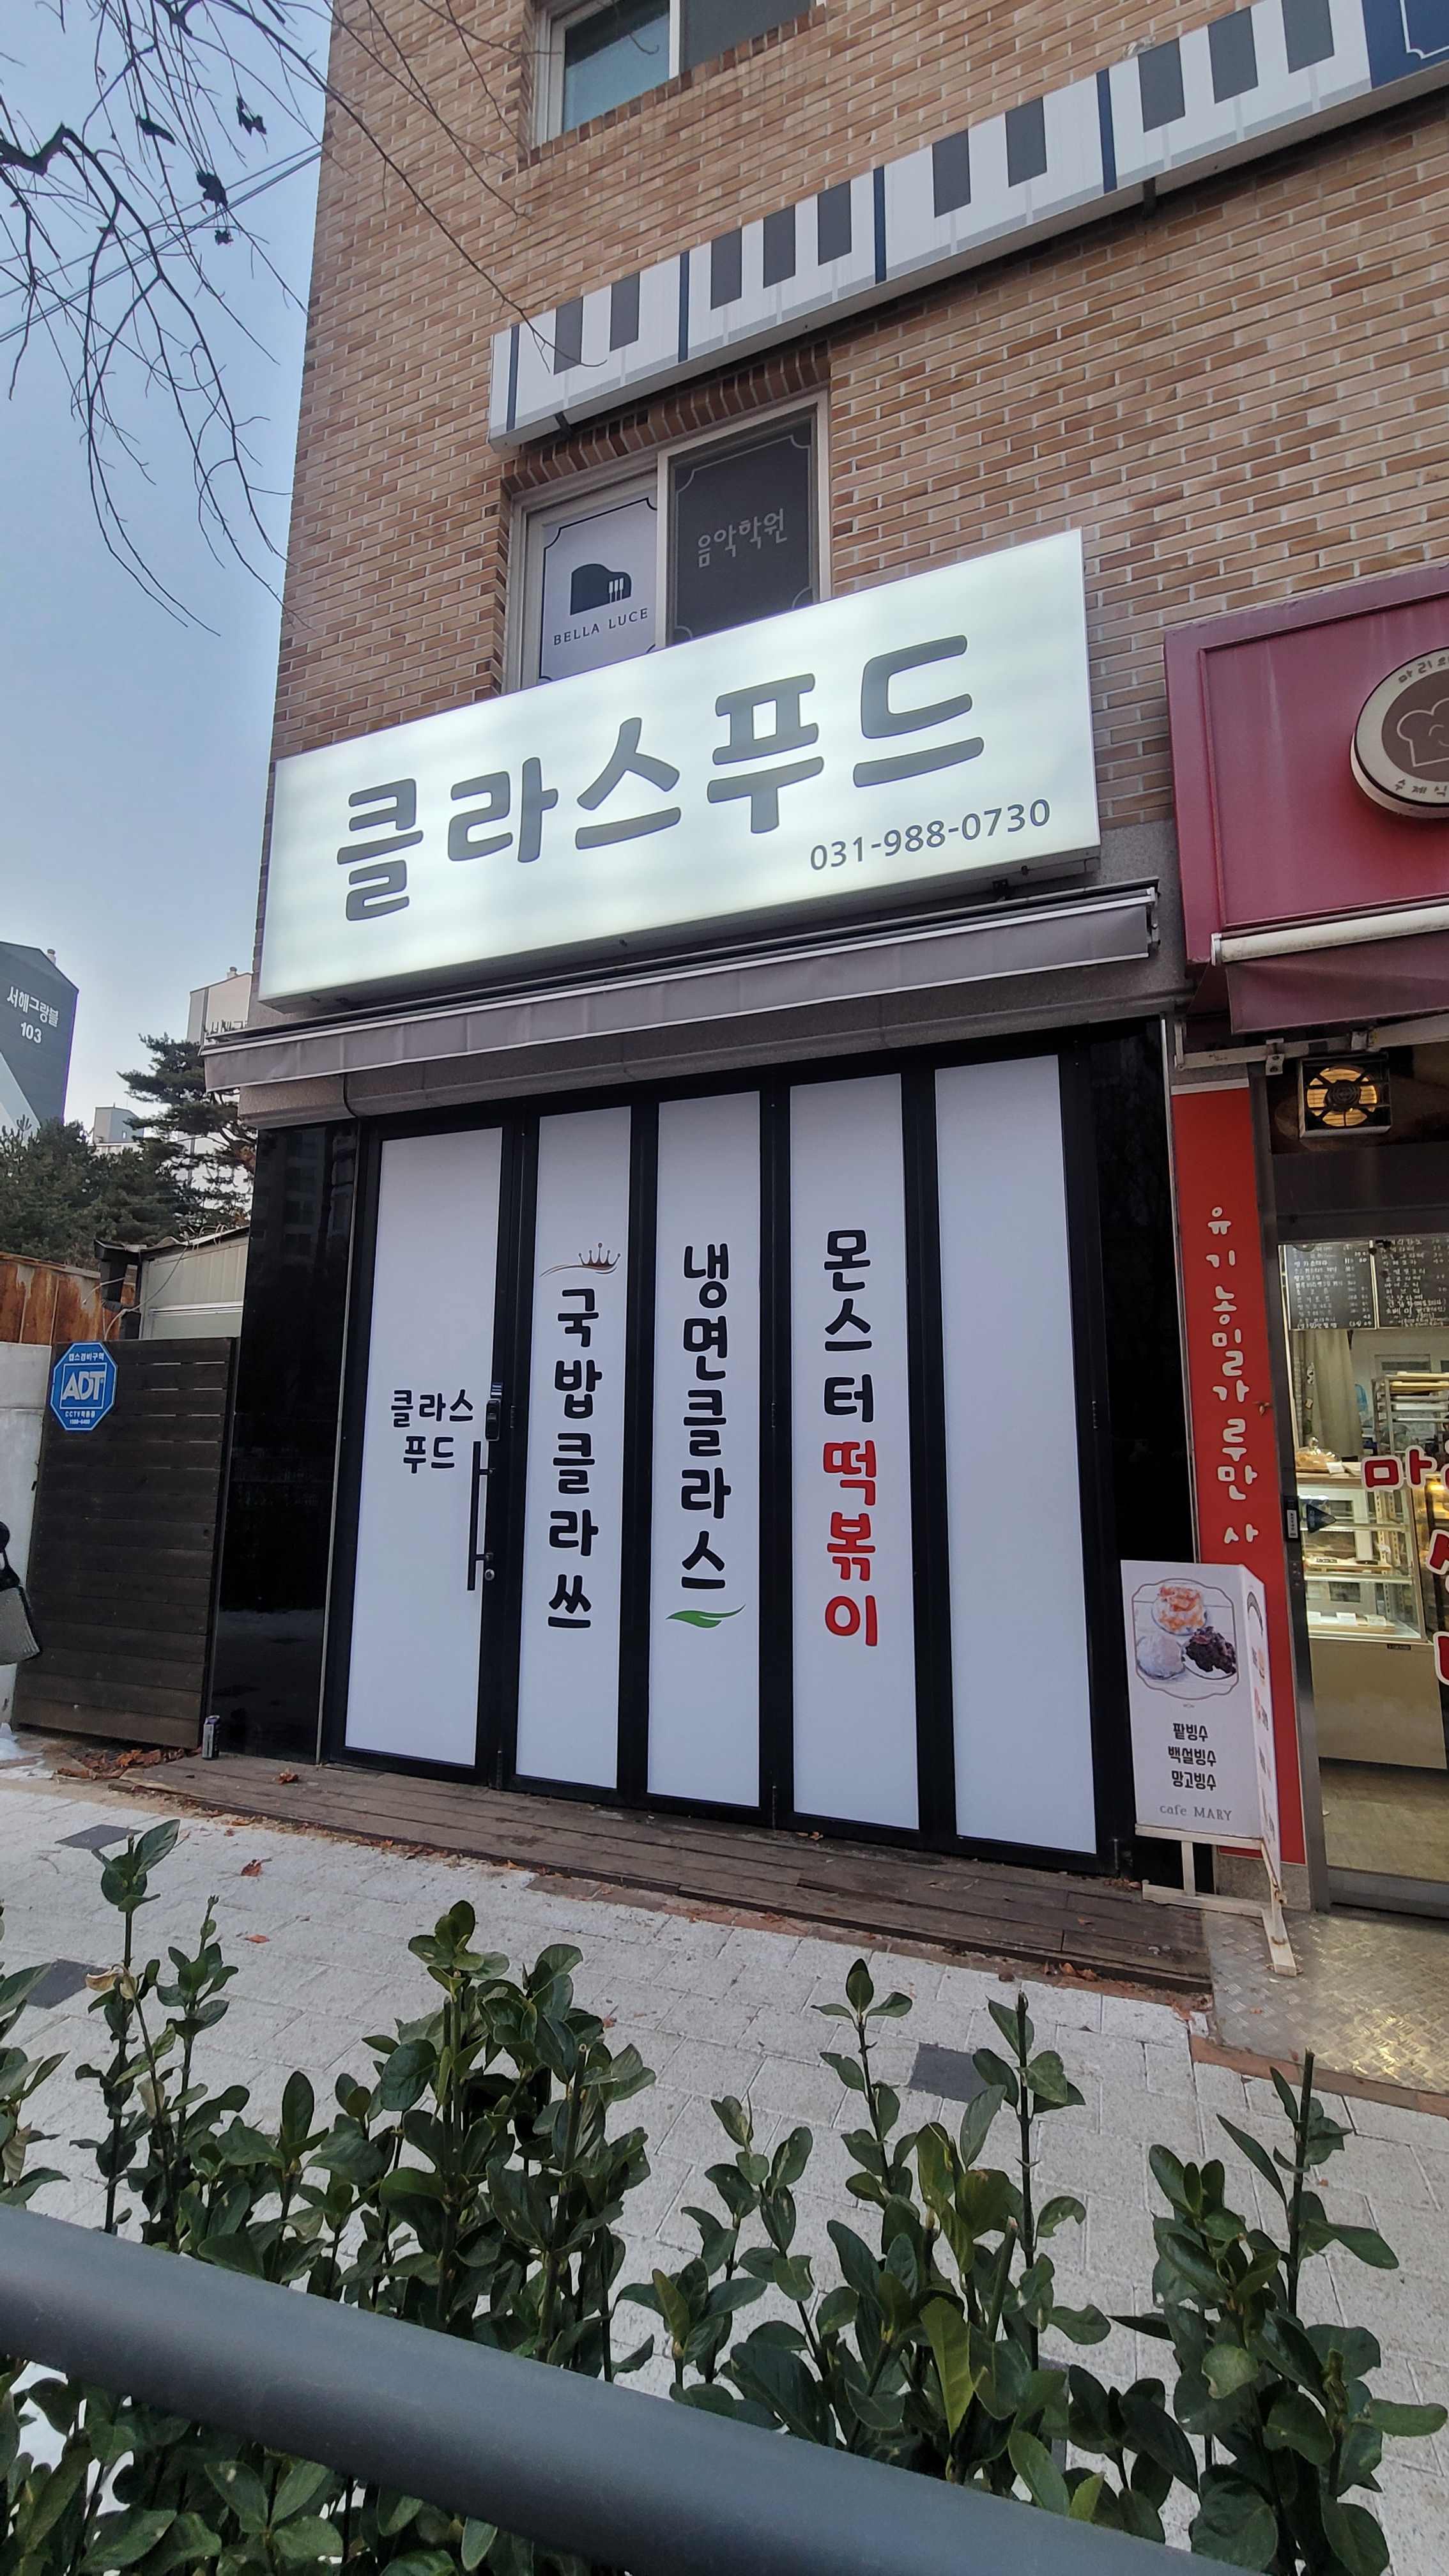 음악학원
BELLA LUCE
클라스푸드
031-988-0730
서해그랑블
103
클라스
푸드
국밥클라쓰
냉면클라스
몬스터떡볶이
유기농밀가루만 사
ADT
팥빙수
백설빙수
망고빙수
cafe MARY